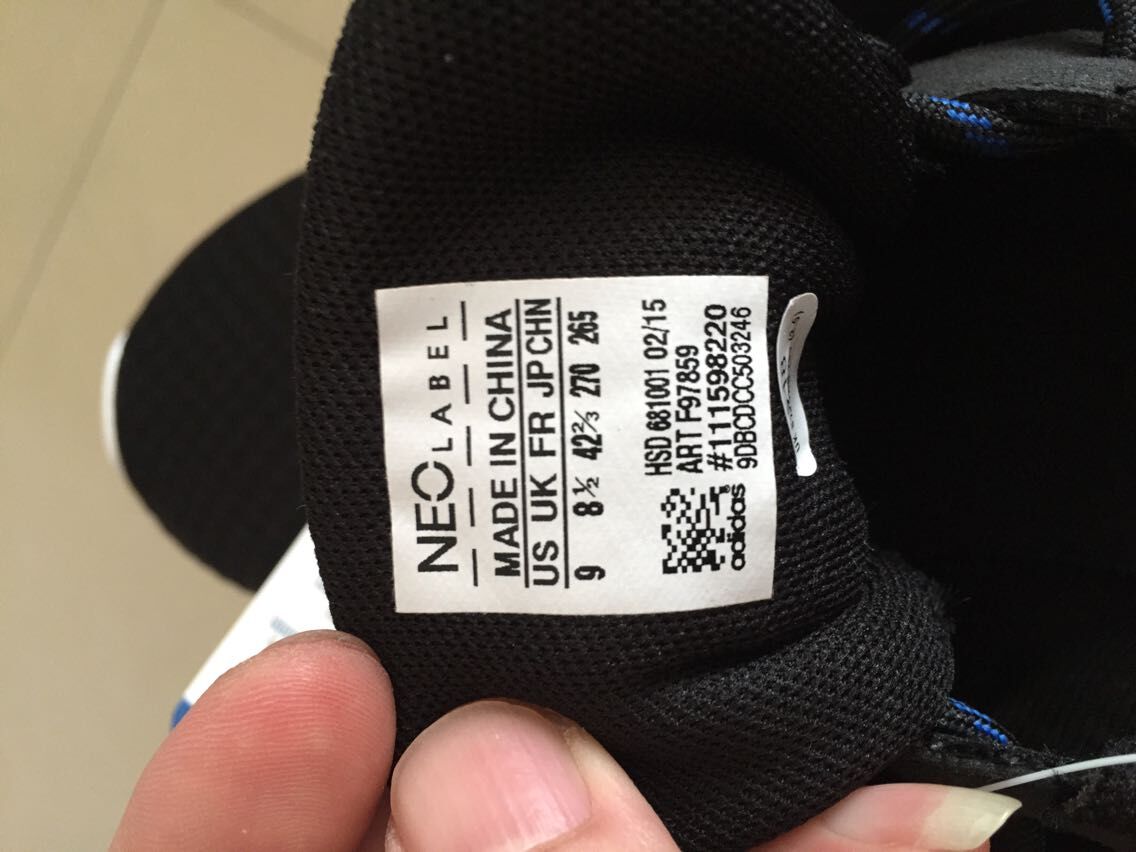 NEO LABEL
MADE IN CHINA
US UK FR JP CHN
9 8½ 42⅔ 270 265
HSD 681001 02/15
ART F97859
#111598220
9DBCDCC503246
adidas®